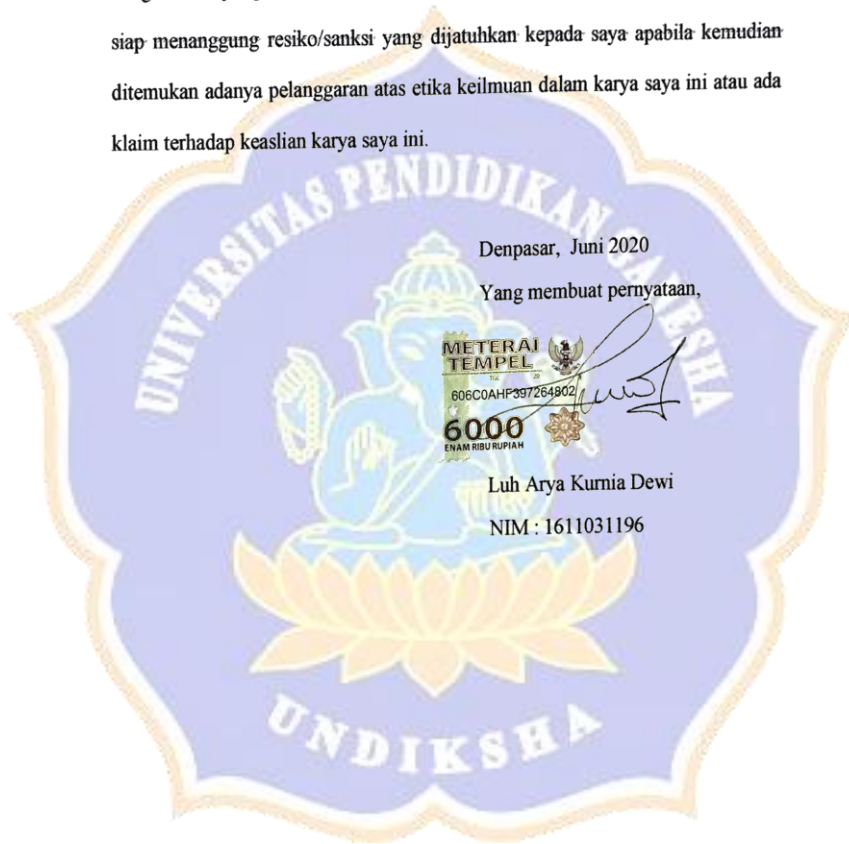 siap menanggung resiko/sanksi yang dijatuhkan kepada saya apabila kemudian
ditemukan adanya pelanggaran atas etika keilmuan dalam karya saya ini atau ada
klaim terhadap keaslian karya saya ini.
UNIVERSITAS PENDIDIKAN GANESHA
Denpasar, Juni 2020
Yang membuat pernyataan,
METERAI
TEMPEL
606C0AHF397264802
6000
ENAM RIBU RUPIAH
Luh Arya Kurnia Dewi
NIM : 1611031196
UNDIKSHA